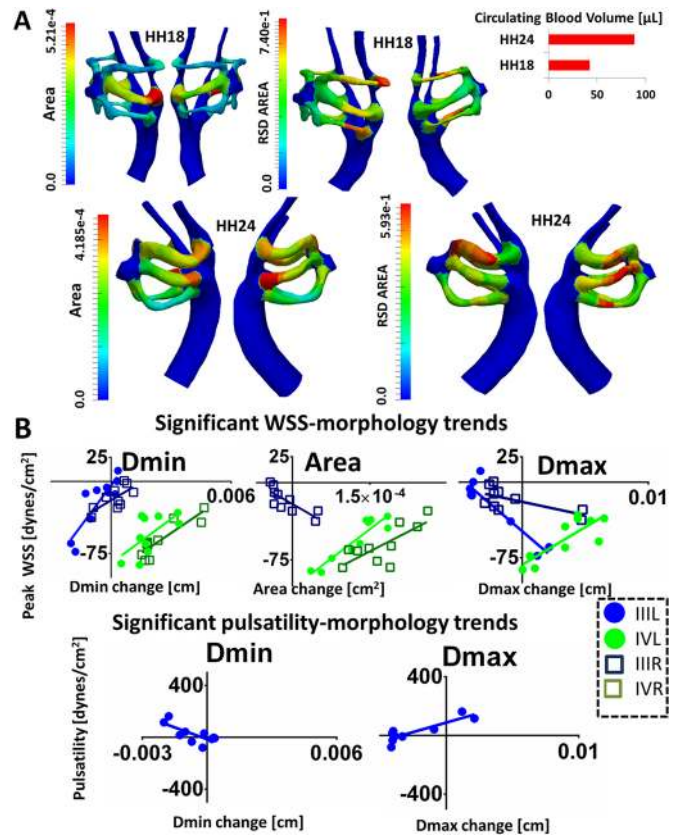 A
5.21e-4
Area
0.0
HH18
7.40e-1
RSD AREA
0.0
HH18
Circulating Blood Volume [µL]
HH24
HH18
0 50 100
4.185e-4
Area
0.0
HH24
5.93e-1
RSD AREA
0.0
HH24
B
Significant WSS-morphology trends
Peak WSS [dynes/cm²]
25
Dmin
0.006
-75
Dmin change [cm]
25
Area
1.5×10⁻⁴
-75
Area change [cm²]
25
Dmax
0.01
-75
Dmax change [cm]
Significant pulsatility-morphology trends
Pulsatility [dynes/cm²]
Dmin
400
-0.003
0.006
-400
Dmin change [cm]
Dmax
400
0.01
-400
Dmax change [cm]
IIIL
IVL
IIIR
IVR